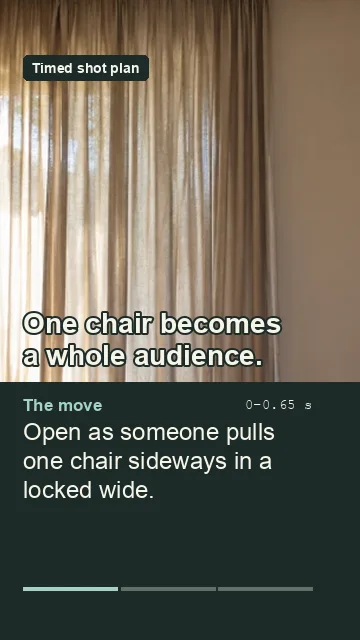 Timed shot plan
One chair becomes
a whole audience.
The move
0–0.65 s
Open as someone pulls
one chair sideways in a
locked wide.